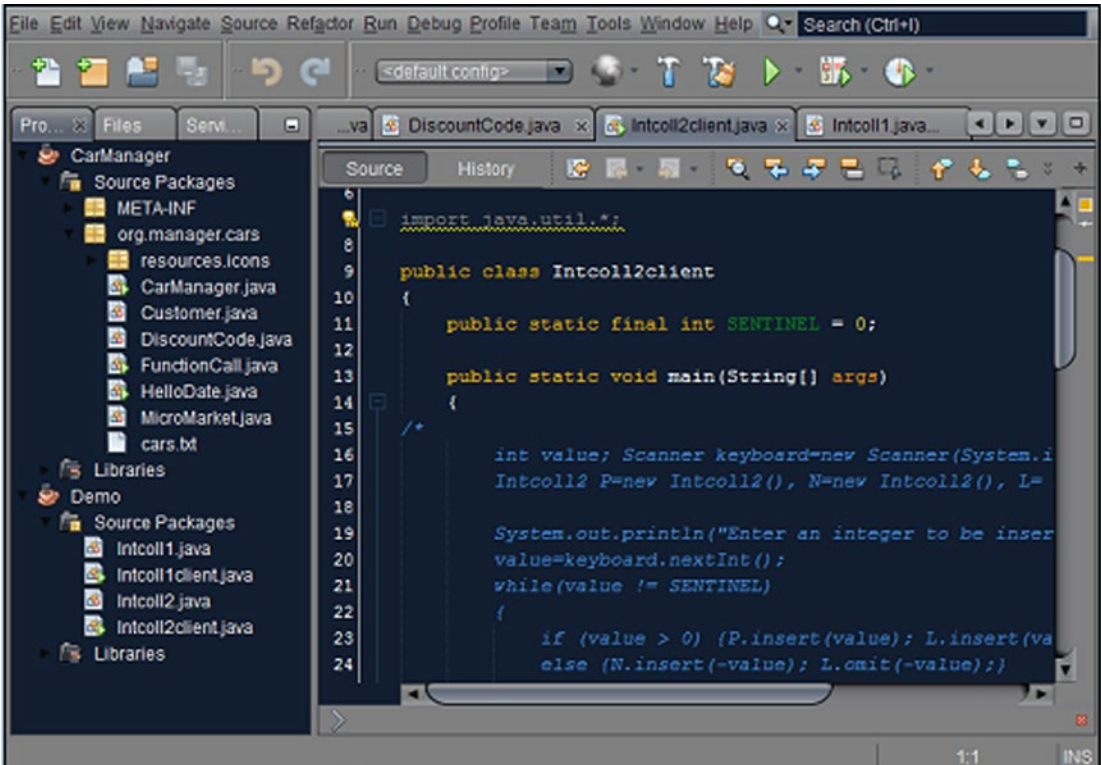 File Edit View Navigate Source Refactor Run Debug Profile Team Tools Window Help Search (Ctrl+I)
<default config>
Pro... Files Servi...
...va DiscountCode.java Intcoll2client.java Intcoll1.java...
Source History
CarManager
Source Packages
META-INF
org.manager.cars
resources.icons
CarManager.java
Customer.java
DiscountCode.java
FunctionCall.java
HelloDate.java
MicroMarket.java
cars.txt
Libraries
Demo
Source Packages
Intcoll1.java
Intcoll1client.java
Intcoll2.java
Intcoll2client.java
Libraries
6
import java.util.*;
8
9 public class Intcoll2client
10 {
11 public static final int SENTINEL = 0;
12
13 public static void main(String[] args)
14 {
15 /*
16 int value; Scanner keyboard=new Scanner(System.i
17 Intcoll2 P=new Intcoll2(), N=new Intcoll2(), L=
18
19 System.out.println("Enter an integer to be inser
20 value=keyboard.nextInt();
21 while(value != SENTINEL)
22 {
23 if (value > 0) {P.insert(value); L.insert(va
24 else {N.insert(-value); L.omit(-value);}
1:1 INS